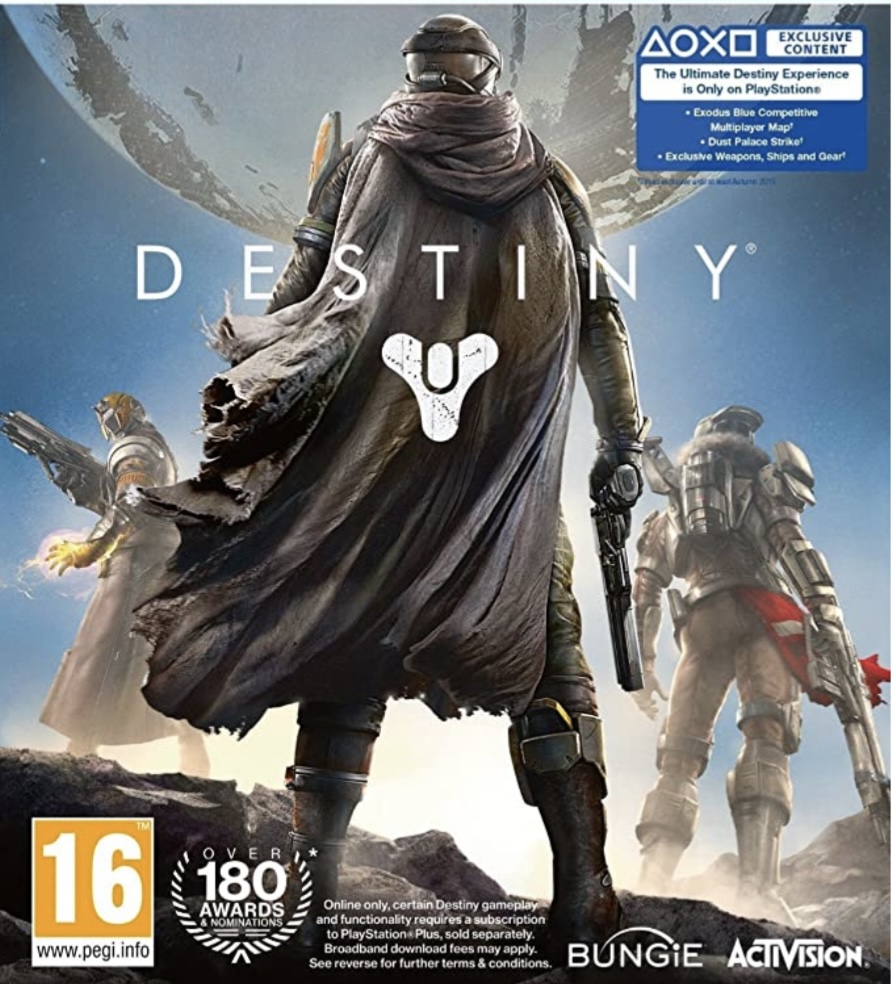 EXCLUSIVE
CONTENT
The Ultimate Destiny Experience
is Only on PlayStation®
• Exodus Blue Competitive
Multiplayer Map†
• Dust Palace Strike†
• Exclusive Weapons, Ships and Gear†
DESTINY®
16™
www.pegi.info
OVER *
180
AWARDS
& NOMINATIONS
Online only, certain Destiny gameplay
and functionality requires a subscription
to PlayStation® Plus, sold separately.
Broadband download fees may apply.
See reverse for further terms & conditions.
BUNGiE
ACTIVISION®